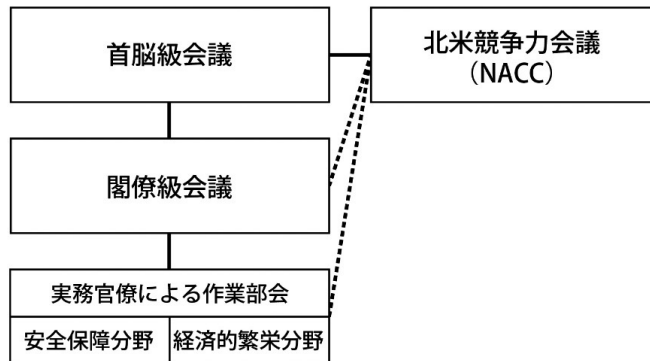 首脳級会議
北米競争力会議
（NACC）
閣僚級会議
実務官僚による作業部会
安全保障分野
経済的繁栄分野